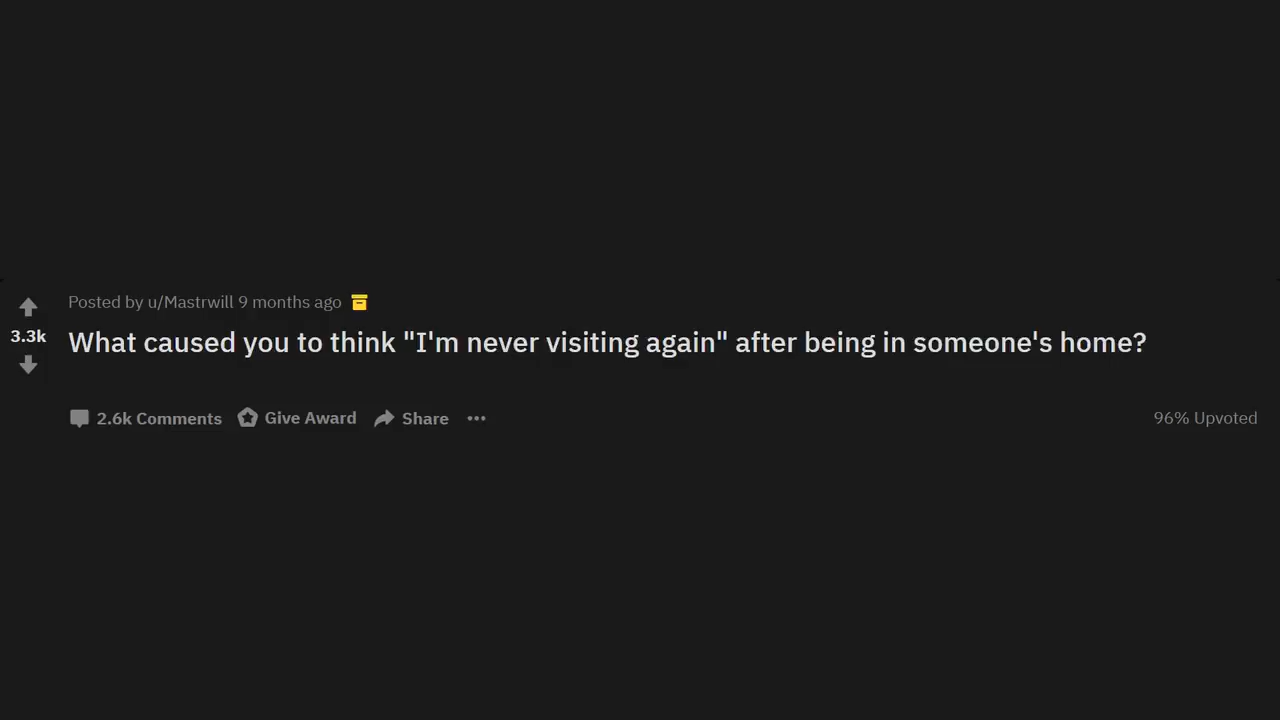 Posted by u/Mastrwill 9 months ago
3.3k
What caused you to think "I'm never visiting again" after being in someone's home?
2.6k Comments Give Award Share ••• 96% Upvoted